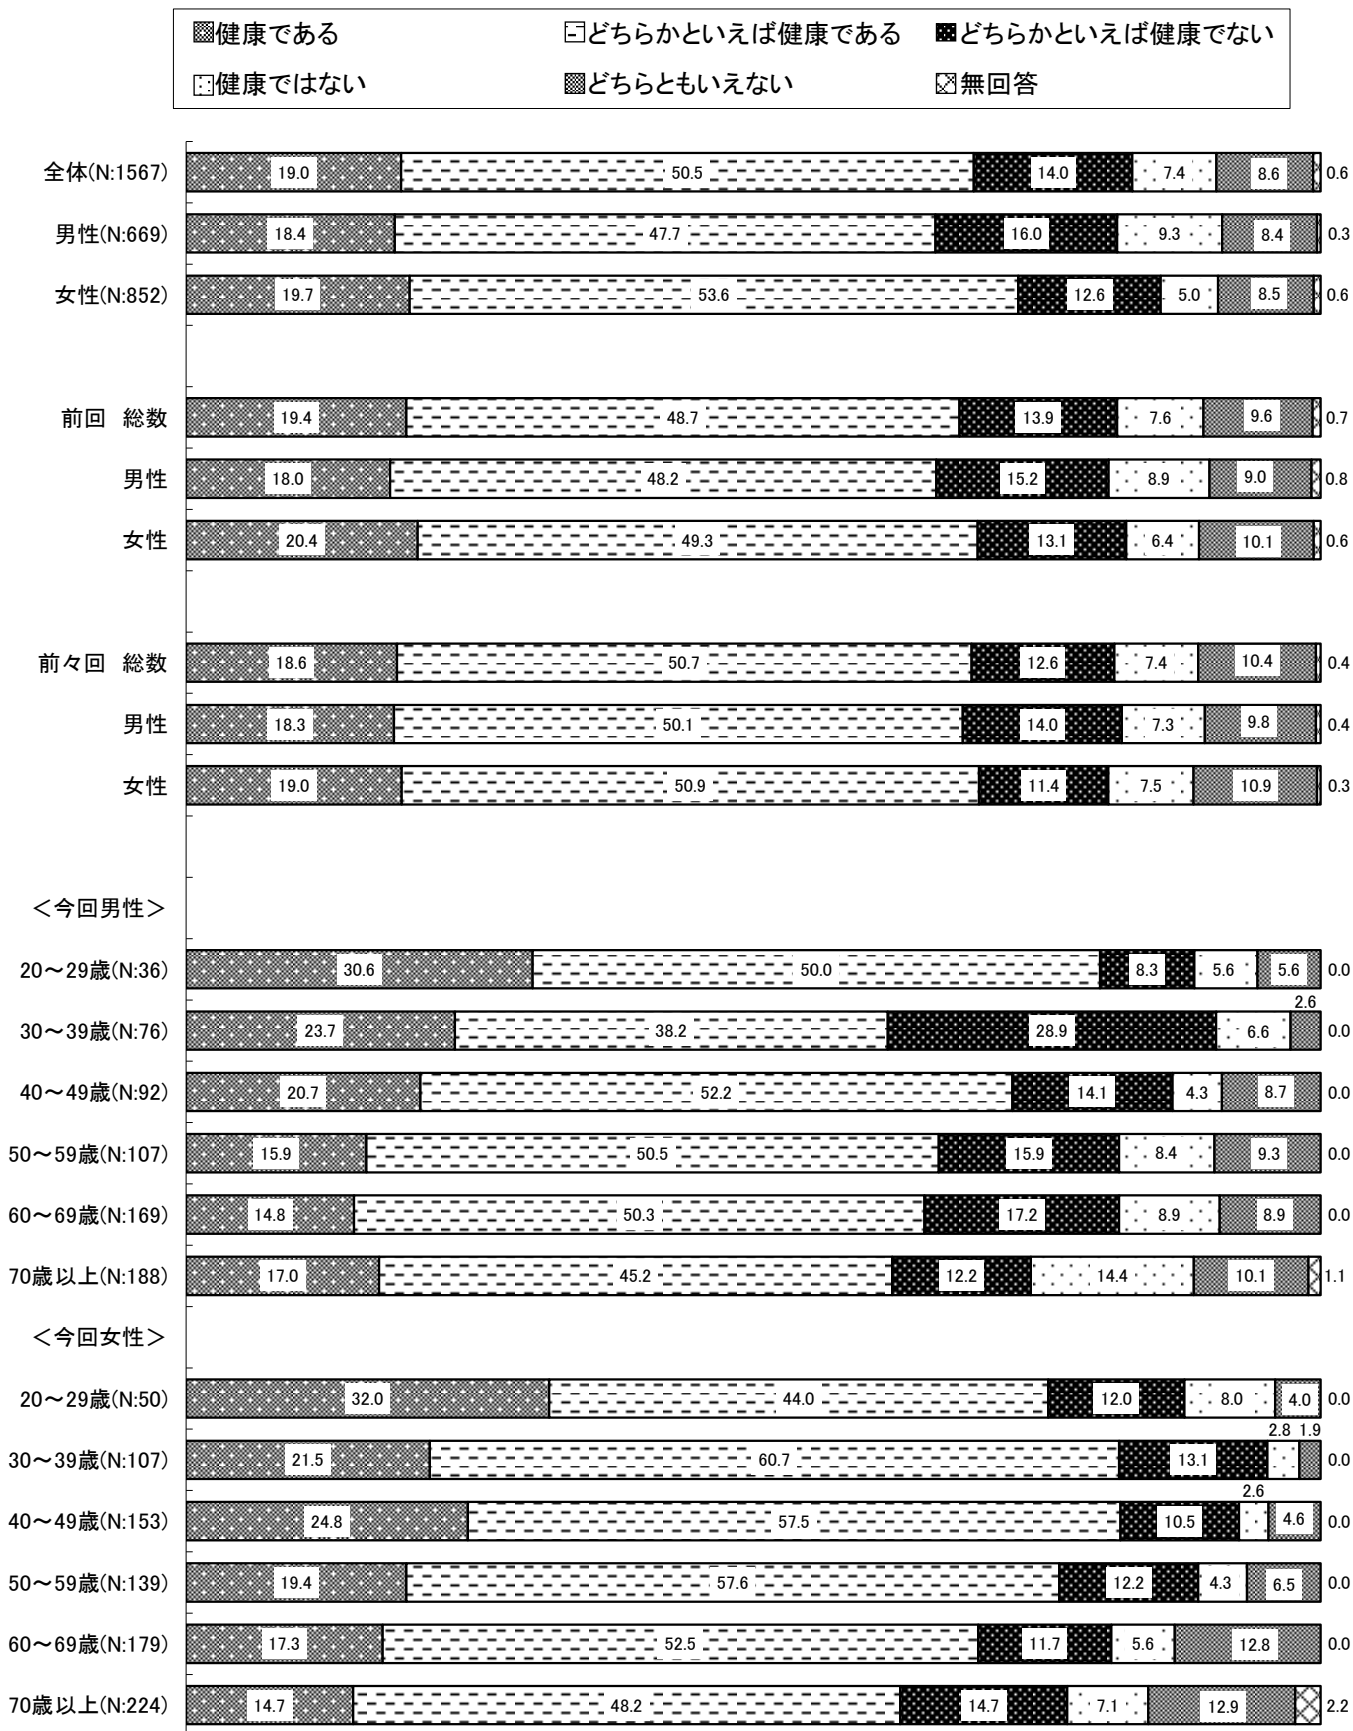 健康である どちらかといえば健康である どちらかといえば健康でない
健康ではない どちらともいえない 無回答
全体(N:1567) 19.0 50.5 14.0 7.4 8.6 0.6
男性(N:669) 18.4 47.7 16.0 9.3 8.4 0.3
女性(N:852) 19.7 53.6 12.6 5.0 8.5 0.6
前回 総数 19.4 48.7 13.9 7.6 9.6 0.7
男性 18.0 48.2 15.2 8.9 9.0 0.8
女性 20.4 49.3 13.1 6.4 10.1 0.6
前々回 総数 18.6 50.7 12.6 7.4 10.4 0.4
男性 18.3 50.1 14.0 7.3 9.8 0.4
女性 19.0 50.9 11.4 7.5 10.9 0.3
＜今回男性＞
20～29歳(N:36) 30.6 50.0 8.3 5.6 5.6 0.0
30～39歳(N:76) 23.7 38.2 28.9 6.6 2.6 0.0
40～49歳(N:92) 20.7 52.2 14.1 4.3 8.7 0.0
50～59歳(N:107) 15.9 50.5 15.9 8.4 9.3 0.0
60～69歳(N:169) 14.8 50.3 17.2 8.9 8.9 0.0
70歳以上(N:188) 17.0 45.2 12.2 14.4 10.1 1.1
＜今回女性＞
20～29歳(N:50) 32.0 44.0 12.0 8.0 4.0 0.0
30～39歳(N:107) 21.5 60.7 13.1 2.8 1.9 0.0
40～49歳(N:153) 24.8 57.5 10.5 2.6 4.6 0.0
50～59歳(N:139) 19.4 57.6 12.2 4.3 6.5 0.0
60～69歳(N:179) 17.3 52.5 11.7 5.6 12.8 0.0
70歳以上(N:224) 14.7 48.2 14.7 7.1 12.9 2.2